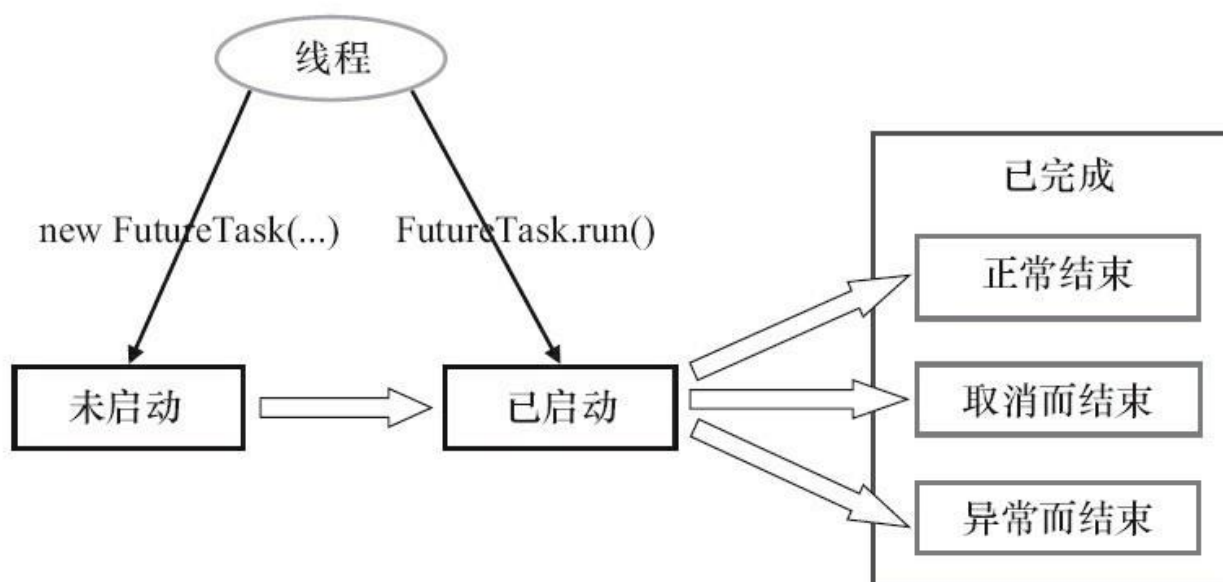 线程
new FutureTask(...)
FutureTask.run()
未启动
已启动
已完成
正常结束
取消而结束
异常而结束